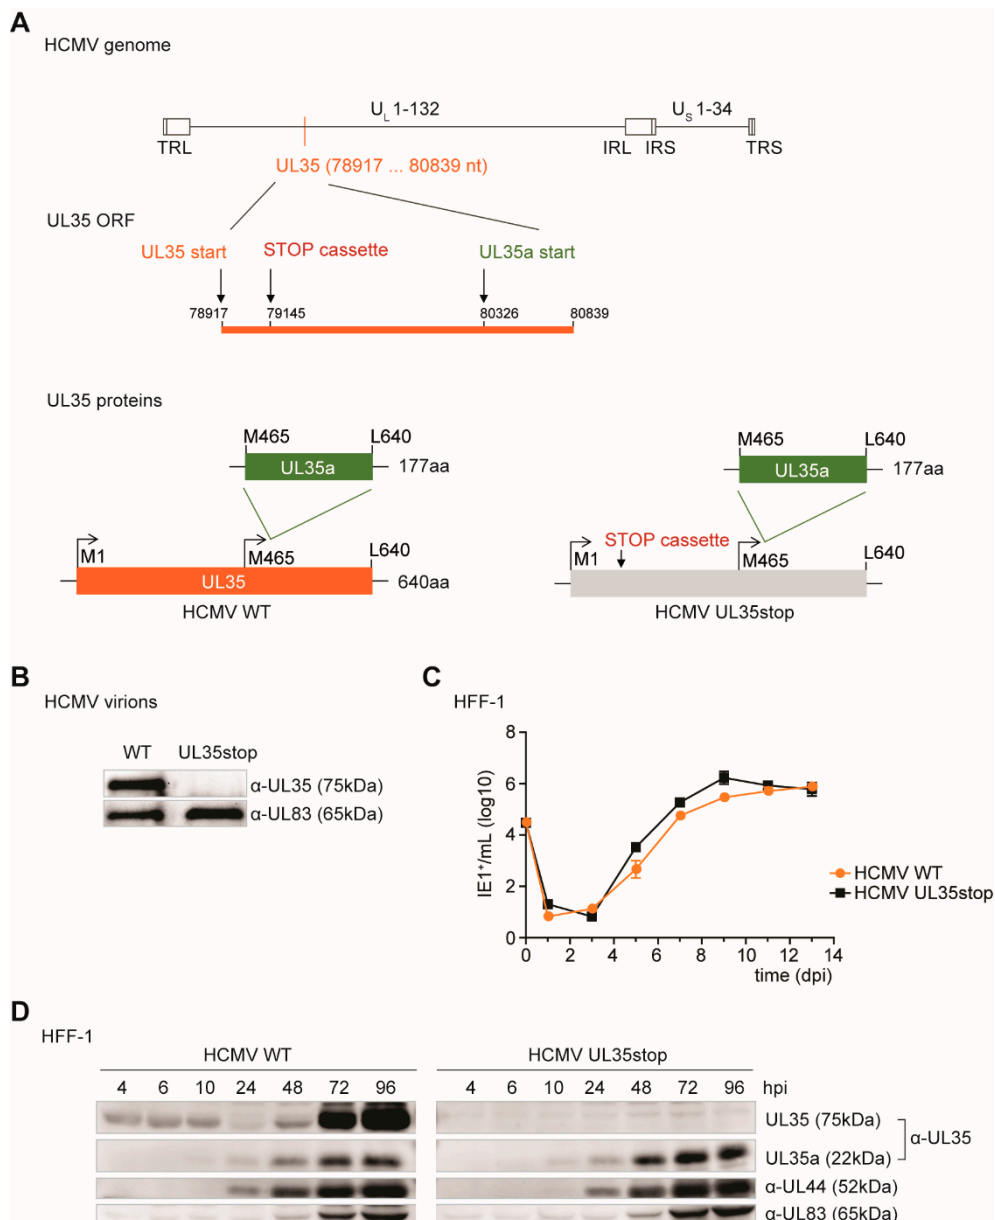 A
HCMV genome
UL 1-132
US 1-34
TRL
IRL
IRS
TRS
UL35 (78917 ... 80839 nt)
UL35 ORF
UL35 start
STOP cassette
UL35a start
78917
79145
80326
80839
UL35 proteins
M465
L640
UL35a
177aa
M1
M465
L640
UL35
640aa
HCMV WT
M465
L640
UL35a
177aa
M1
STOP cassette
M465
L640
HCMV UL35stop
B
HCMV virions
WT UL35stop
α-UL35 (75kDa)
α-UL83 (65kDa)
C
HFF-1
IE1⁺/mL (log10)
8
6
4
2
0
0 2 4 6 8 10 12 14
time (dpi)
HCMV WT
HCMV UL35stop
D
HFF-1
HCMV WT
HCMV UL35stop
4 6 10 24 48 72 96
4 6 10 24 48 72 96 hpi
UL35 (75kDa)
α-UL35
UL35a (22kDa)
α-UL44 (52kDa)
α-UL83 (65kDa)